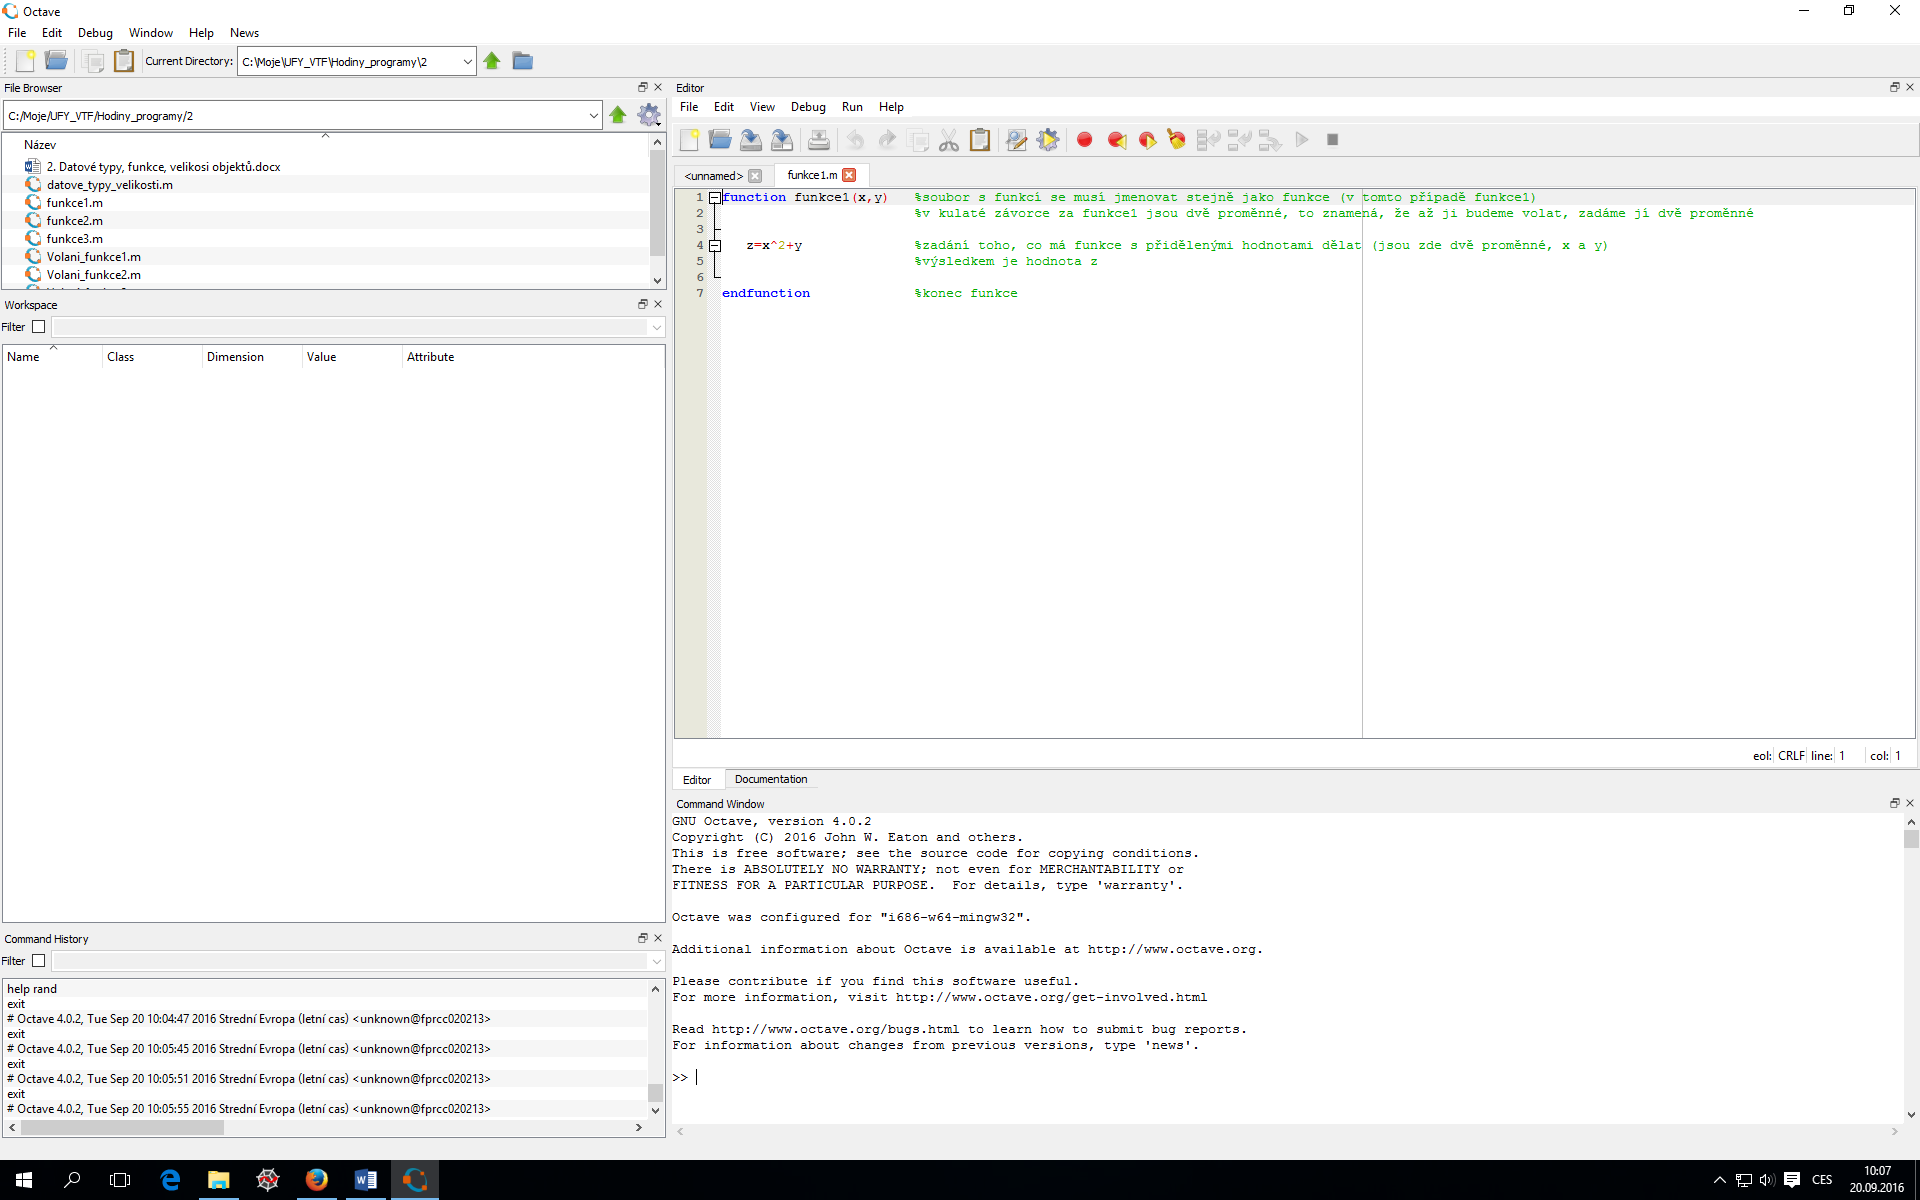 Octave
File Edit Debug Window Help News
Current Directory: C:\Moje\UFY_VTF\Hodiny_programy\2
File Browser
C:/Moje/UFY_VTF/Hodiny_programy/2
Název
2. Datové typy, funkce, velikosi objektů.docx
datove_typy_velikosti.m
funkce1.m
funkce2.m
funkce3.m
Volani_funkce1.m
Volani_funkce2.m
Workspace
Filter
Name Class Dimension Value Attribute
Command History
Filter
help rand
exit
# Octave 4.0.2, Tue Sep 20 10:04:47 2016 Strední Evropa (letní cas) <unknown@fprcc020213>
exit
# Octave 4.0.2, Tue Sep 20 10:05:45 2016 Strední Evropa (letní cas) <unknown@fprcc020213>
exit
# Octave 4.0.2, Tue Sep 20 10:05:51 2016 Strední Evropa (letní cas) <unknown@fprcc020213>
exit
# Octave 4.0.2, Tue Sep 20 10:05:55 2016 Strední Evropa (letní cas) <unknown@fprcc020213>
Editor
File Edit View Debug Run Help
<unnamed> funkce1.m
1 function funkce1(x,y) %soubor s funkcí se musí jmenovat stejně jako funkce (v tomto případě funkce1)
2 %v kulaté závorce za funkce1 jsou dvě proměnné, to znamená, že až ji budeme volat, zadáme jí dvě proměnné
3
4 z=x^2+y %zadání toho, co má funkce s přidělenými hodnotami dělat (jsou zde dvě proměnné, x a y)
5 %výsledkem je hodnota z
6
7 endfunction %konec funkce
eol: CRLF line: 1 col: 1
Editor Documentation
Command Window
GNU Octave, version 4.0.2
Copyright (C) 2016 John W. Eaton and others.
This is free software; see the source code for copying conditions.
There is ABSOLUTELY NO WARRANTY; not even for MERCHANTABILITY or
FITNESS FOR A PARTICULAR PURPOSE.  For details, type 'warranty'.
Octave was configured for "i686-w64-mingw32".
Additional information about Octave is available at http://www.octave.org.
Please contribute if you find this software useful.
For more information, visit http://www.octave.org/get-involved.html
Read http://www.octave.org/bugs.html to learn how to submit bug reports.
For information about changes from previous versions, type 'news'.
>>
CES
10:07
20.09.2016